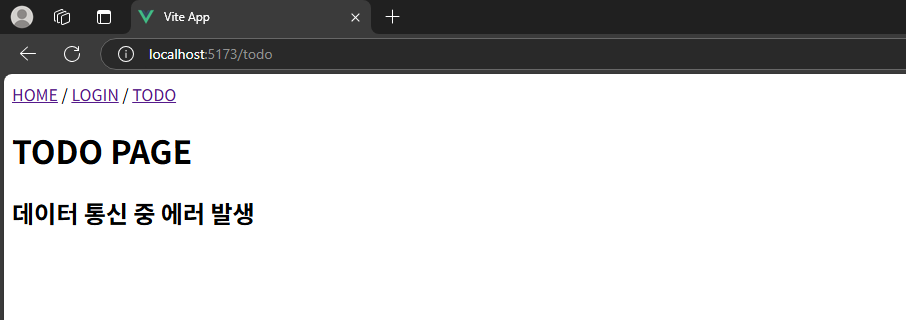 Vite App
localhost:5173/todo
HOME / LOGIN / TODO
TODO PAGE
데이터 통신 중 에러 발생